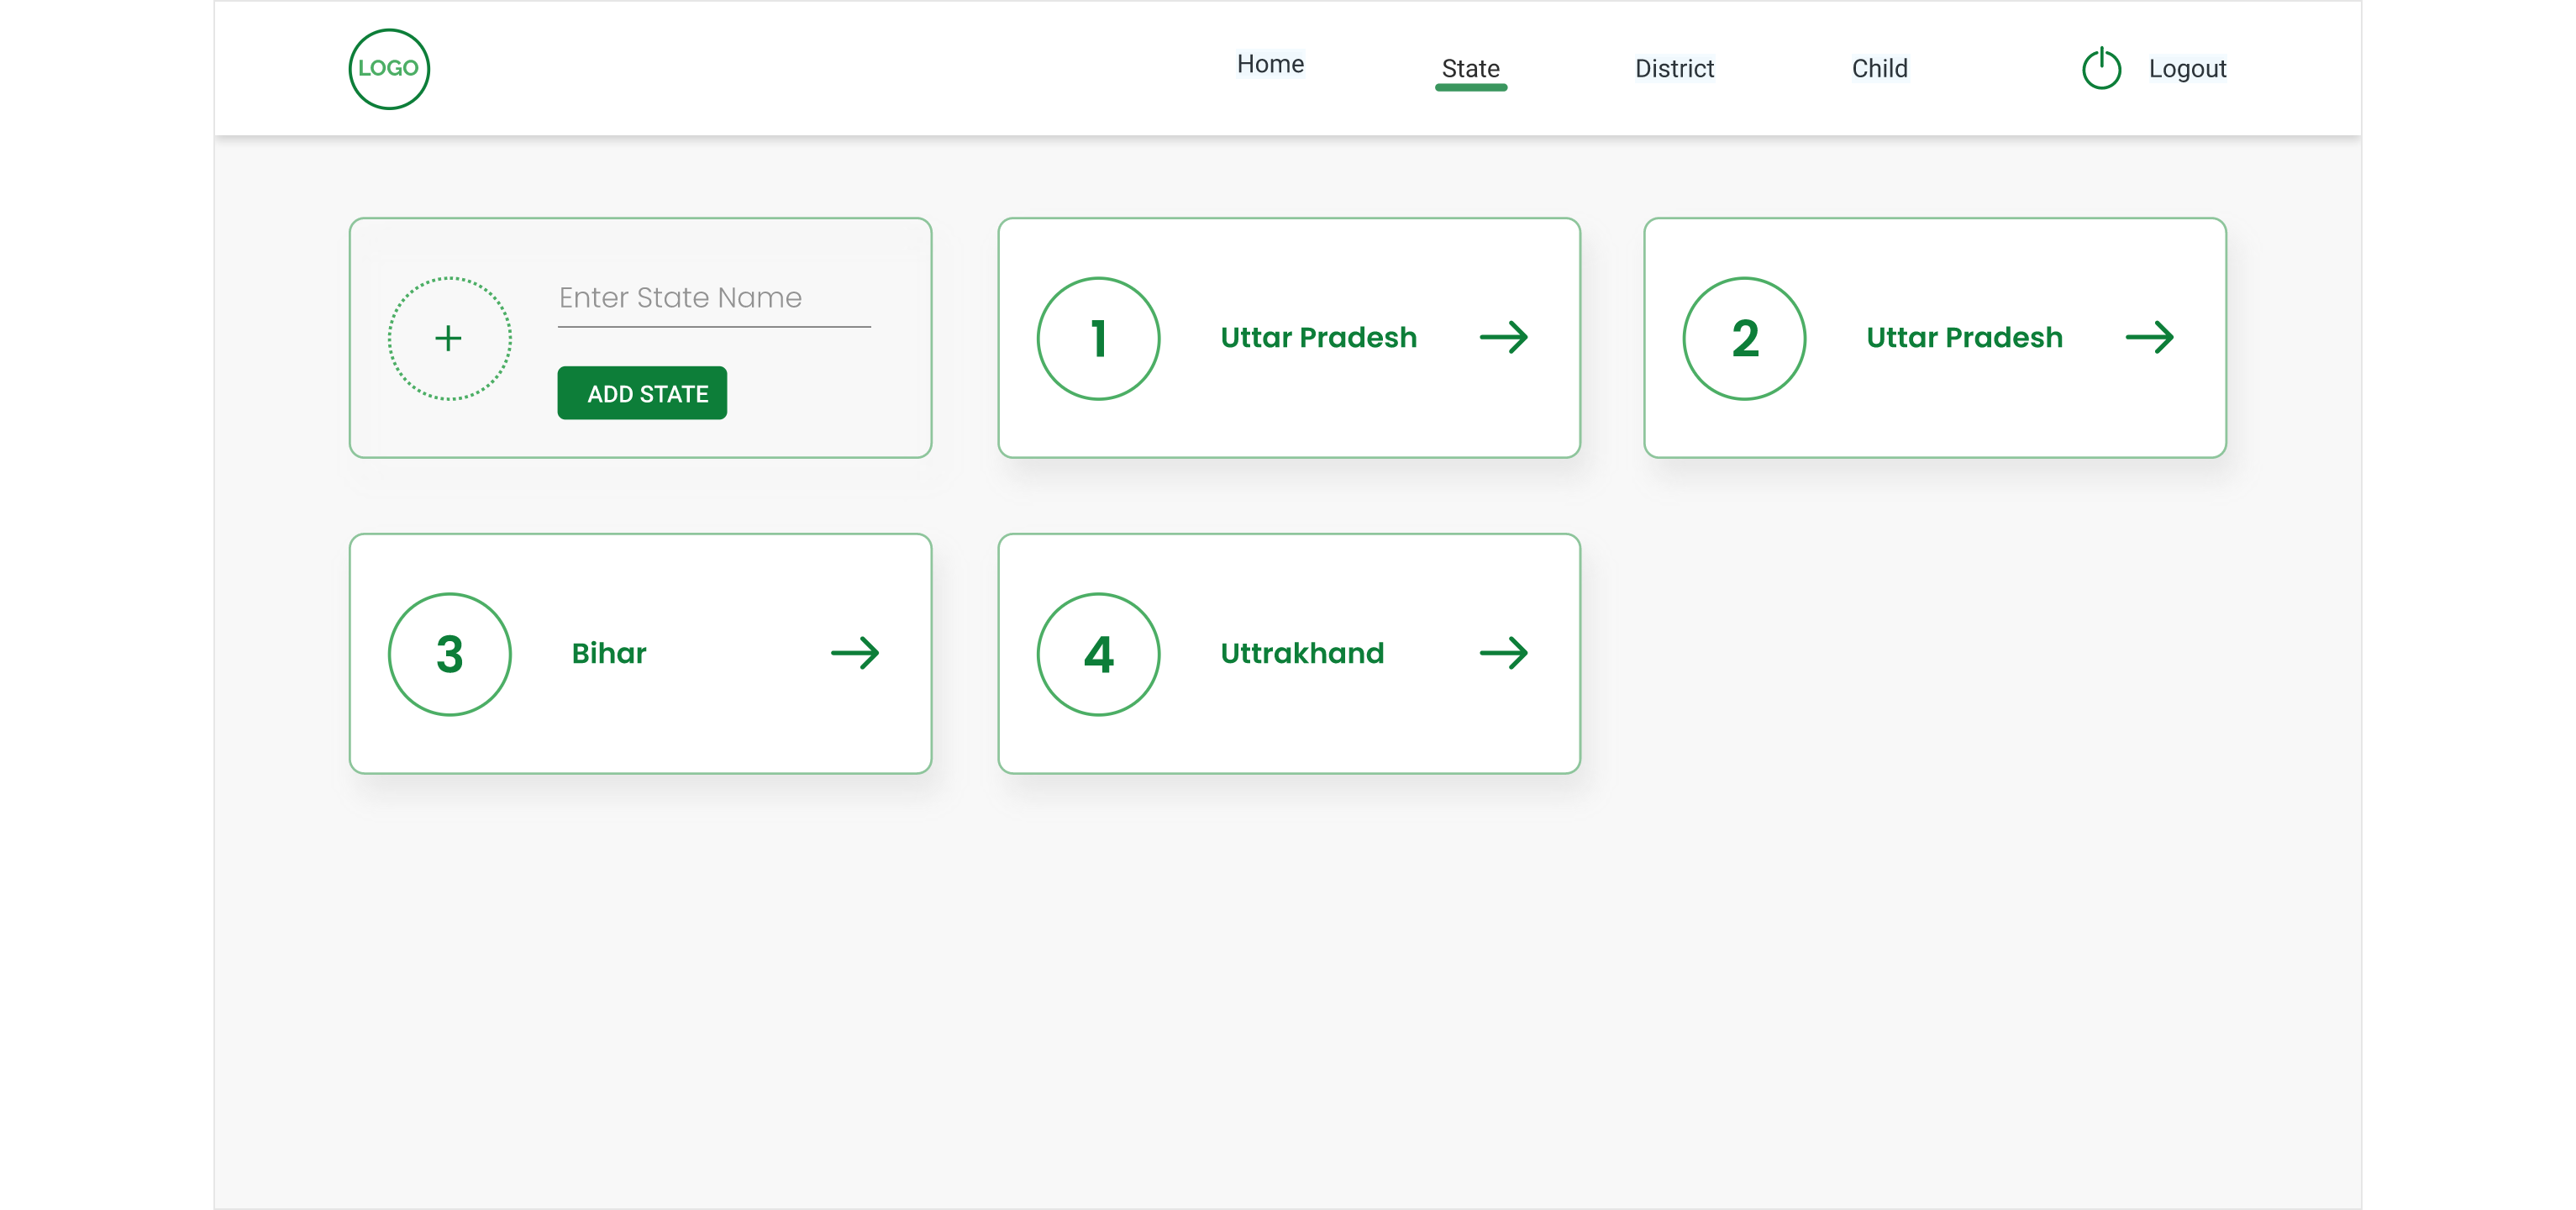 LOGO
Home
State
District
Child
Logout
Enter State Name
ADD STATE
1
Uttar Pradesh
2
Uttar Pradesh
3
Bihar
4
Uttrakhand